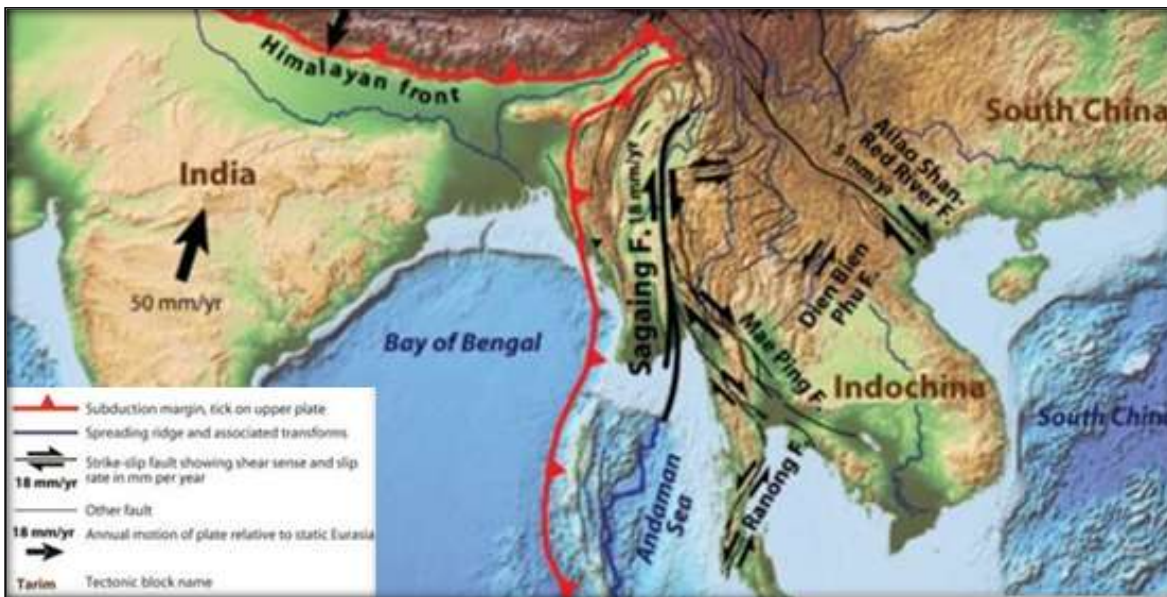 Himalayan front
South China
India
50 mm/yr
Sagaing F. 18 mm/yr
Ailao Shan-
Red River F.
5 mm/yr
Dien Bien
Phu F.
Bay of Bengal
Mae Ping F.
Indochina
South China
Ranong F.
Andaman
Sea
Subduction margin, tick on upper plate
Spreading ridge and associated transforms
Strike-slip fault showing shear sense and slip
rate in mm per year
18 mm/yr
Other fault
18 mm/yr
Annual motion of plate relative to static Eurasia
Tarim
Tectonic block name